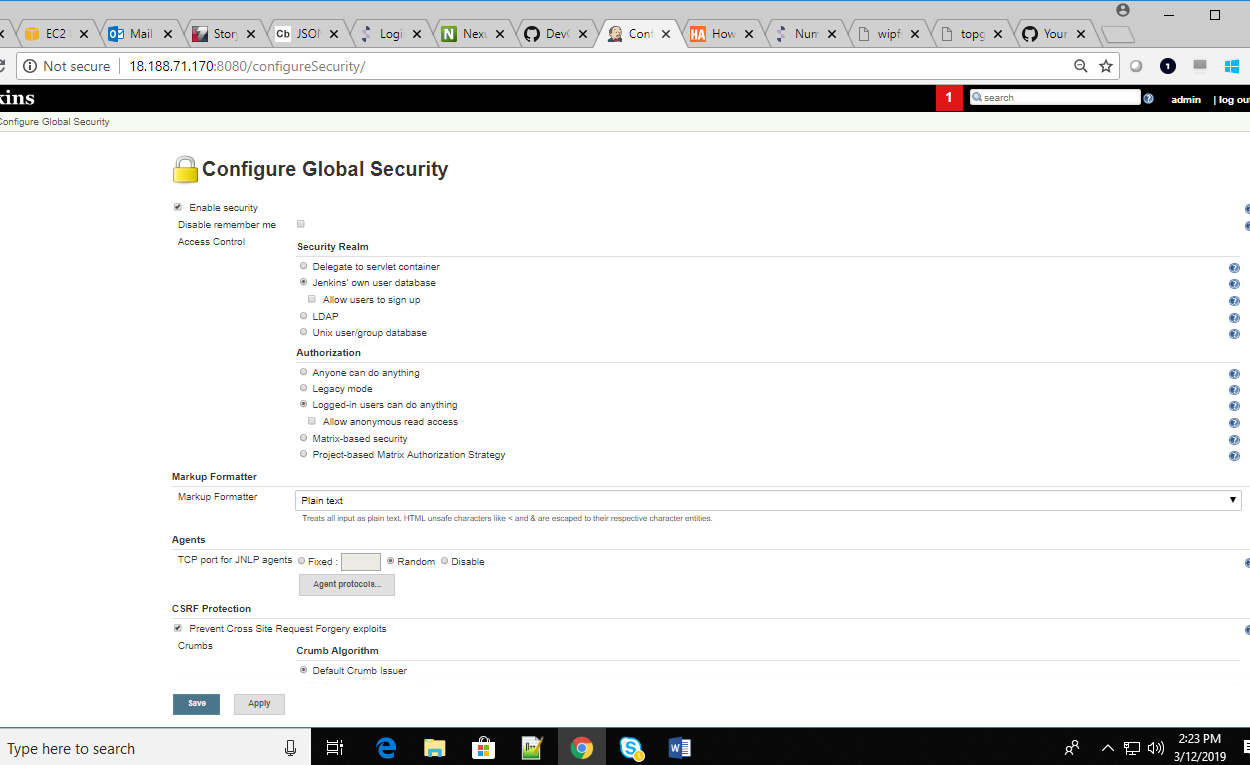 EC2 Mail Story Cb JSON Logi N Nexu Dev Conf HA How Num wipf topg Your
Not secure 18.188.71.170:8080/configureSecurity/ 1
kins 1 search admin | log ou
Configure Global Security
Configure Global Security
Enable security
Disable remember me
Access Control
Security Realm
Delegate to servlet container
Jenkins' own user database
Allow users to sign up
LDAP
Unix user/group database
Authorization
Anyone can do anything
Legacy mode
Logged-in users can do anything
Allow anonymous read access
Matrix-based security
Project-based Matrix Authorization Strategy
Markup Formatter
Markup Formatter Plain text
Treats all input as plain text. HTML unsafe characters like < and & are escaped to their respective character entities.
Agents
TCP port for JNLP agents Fixed : Random Disable
Agent protocols...
CSRF Protection
Prevent Cross Site Request Forgery exploits
Crumbs
Crumb Algorithm
Default Crumb Issuer
Save Apply
Type here to search 2:23 PM
3/12/2019